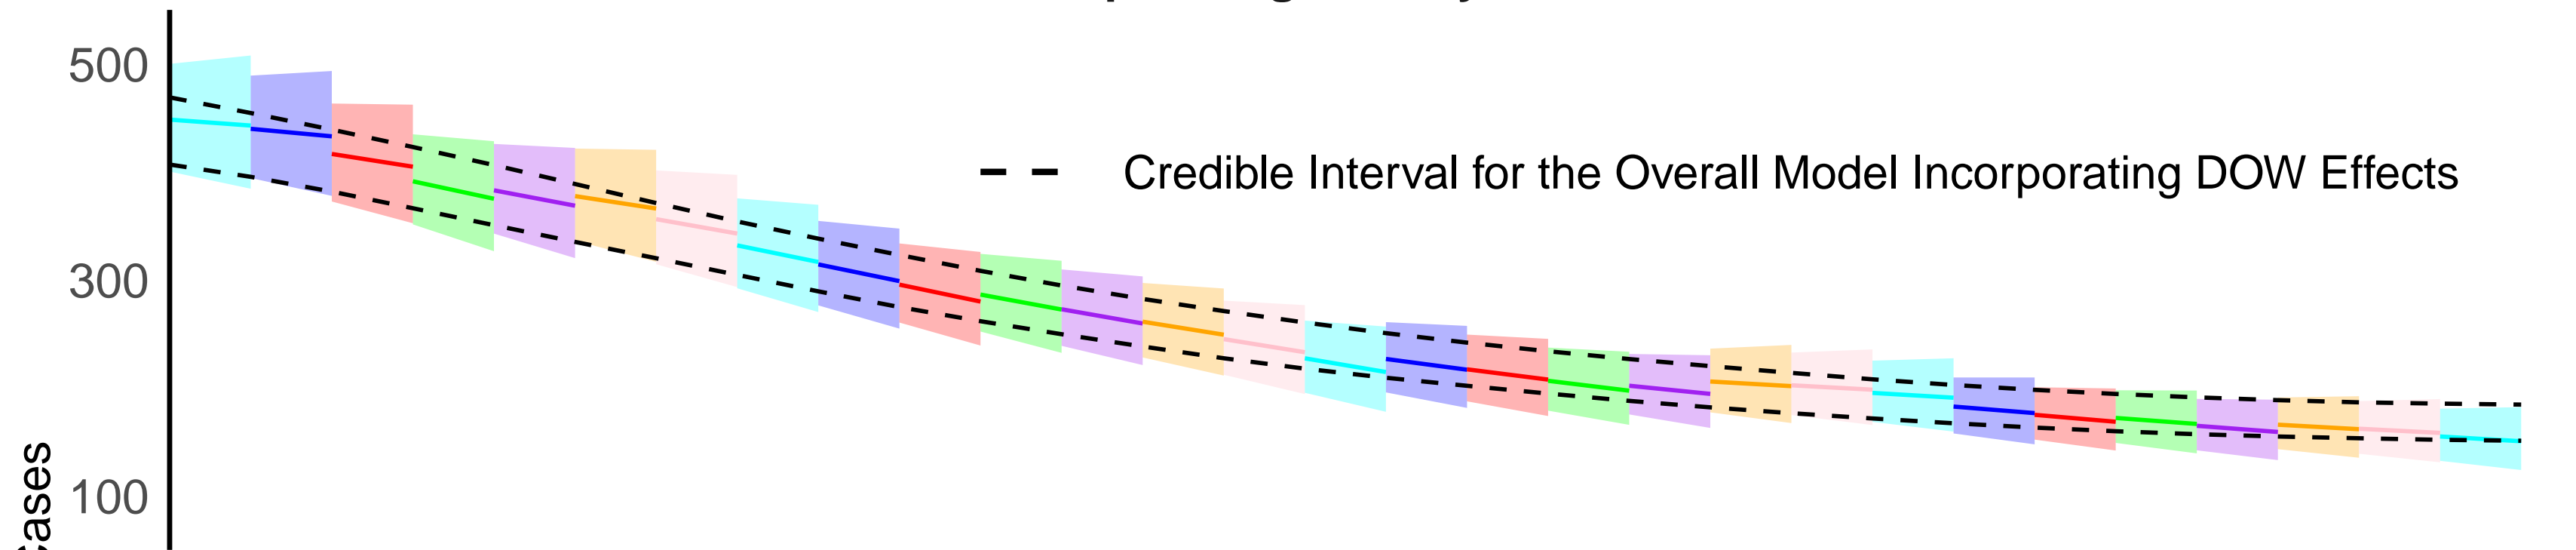 500
Credible Interval for the Overall Model Incorporating DOW Effects
300
100